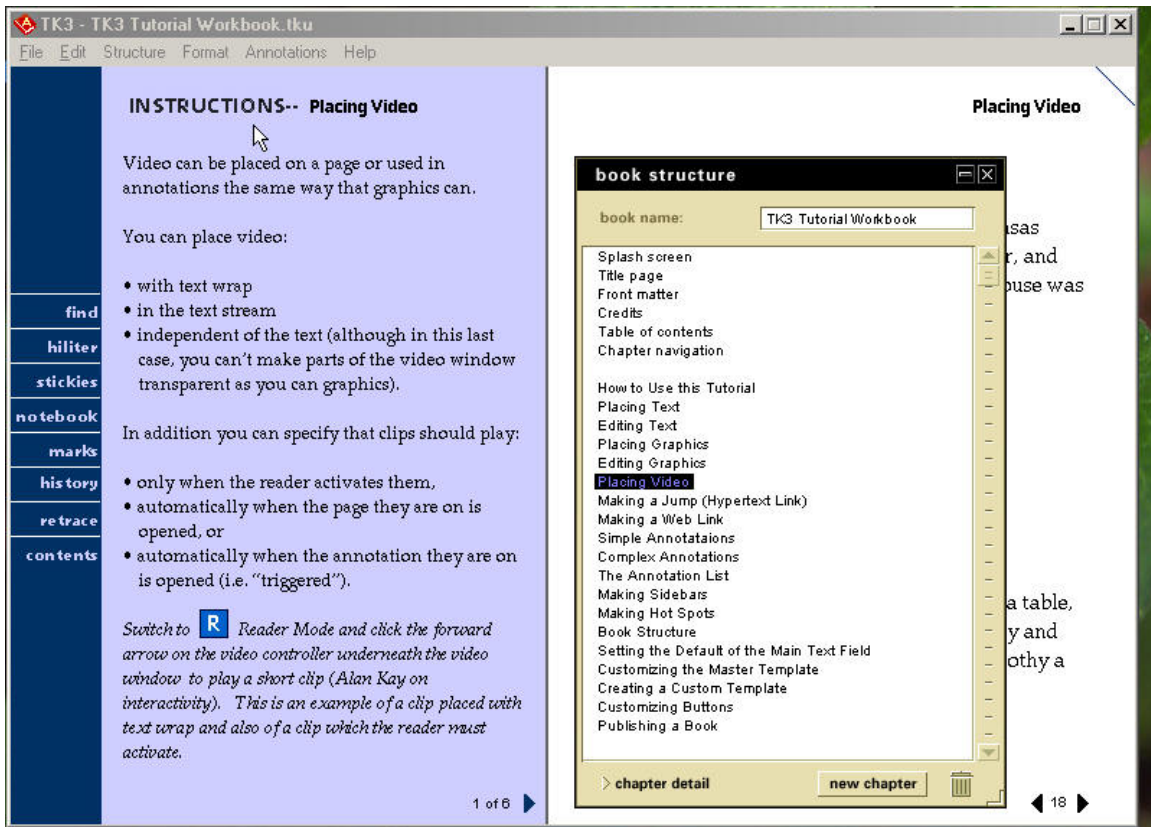 TK3 - TK3 Tutorial Workbook.tku
File Edit Structure Format Annotations Help
find
hiliter
stickies
notebook
marks
history
retrace
contents
INSTRUCTIONS-- Placing Video
Video can be placed on a page or used in
annotations the same way that graphics can.
You can place video:
• with text wrap
• in the text stream
• independent of the text (although in this last
case, you can't make parts of the video window
transparent as you can graphics).
In addition you can specify that clips should play:
• only when the reader activates them,
• automatically when the page they are on is
opened, or
• automatically when the annotation they are on
is opened (i.e. "triggered").
Switch to R Reader Mode and click the forward
arrow on the video controller underneath the video
window to play a short clip (Alan Kay on
interactivity). This is an example of a clip placed with
text wrap and also of a clip which the reader must
activate.
1 of 6
Placing Video
book structure
book name: TK3 Tutorial Workbook
Splash screen
Title page
Front matter
Credits
Table of contents
Chapter navigation
How to Use this Tutorial
Placing Text
Editing Text
Placing Graphics
Editing Graphics
Placing Video
Making a Jump (Hypertext Link)
Making a Web Link
Simple Annotataions
Complex Annotations
The Annotation List
Making Sidebars
Making Hot Spots
Book Structure
Setting the Default of the Main Text Field
Customizing the Master Template
Creating a Custom Template
Customizing Buttons
Publishing a Book
> chapter detail
new chapter
r, and
was
a table,
y and
a
18